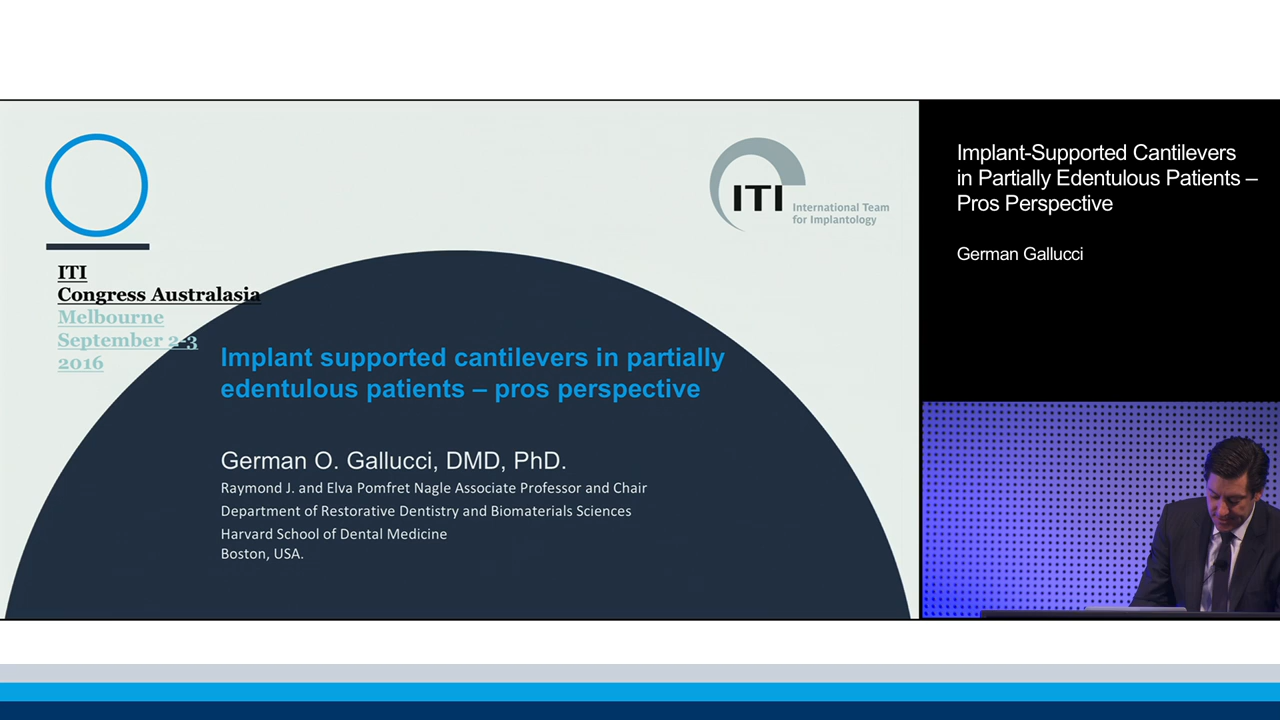 ITI
Congress Australasia
Melbourne
September 2-3
2016
ITI
International Team
for Implantology
Implant supported cantilevers in partially
edentulous patients – pros perspective
German O. Gallucci, DMD, PhD.
Raymond J. and Elva Pomfret Nagle Associate Professor and Chair
Department of Restorative Dentistry and Biomaterials Sciences
Harvard School of Dental Medicine
Boston, USA.
Implant-Supported Cantilevers
in Partially Edentulous Patients –
Pros Perspective
German Gallucci